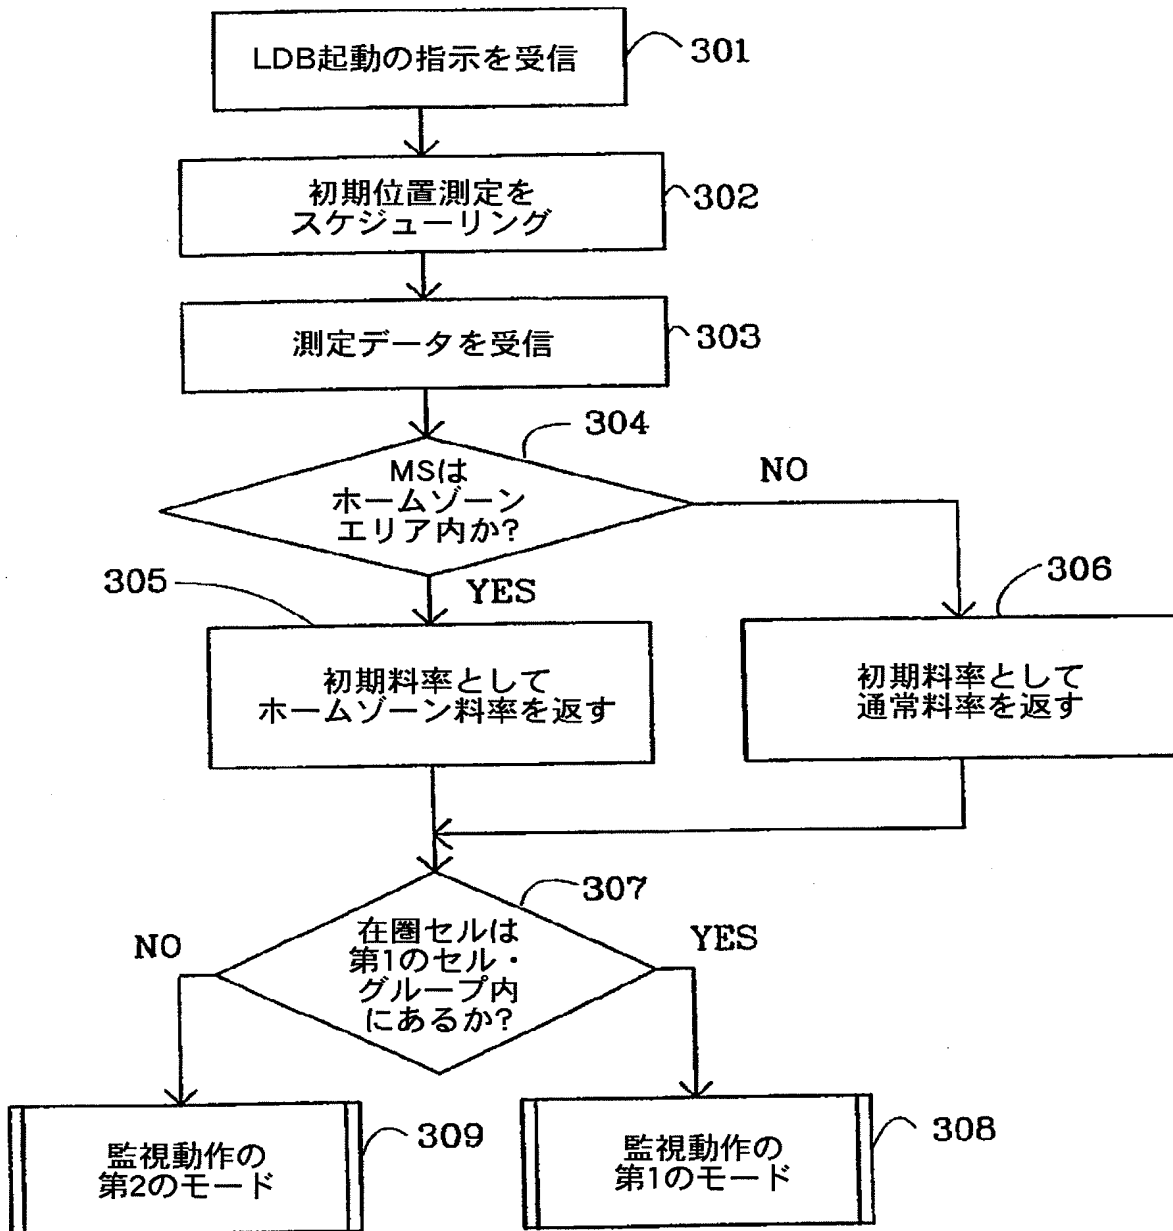 LDB起動の指示を受信
301
初期位置測定を
スケジューリング
302
測定データを受信
303
304
MSは
ホームゾーン
エリア内か?
NO
YES
305
初期料率として
ホームゾーン料率を返す
306
初期料率として
通常料率を返す
307
在圏セルは
第1のセル・
グループ内
にあるか?
NO
YES
監視動作の
第2のモード
309
監視動作の
第1のモード
308